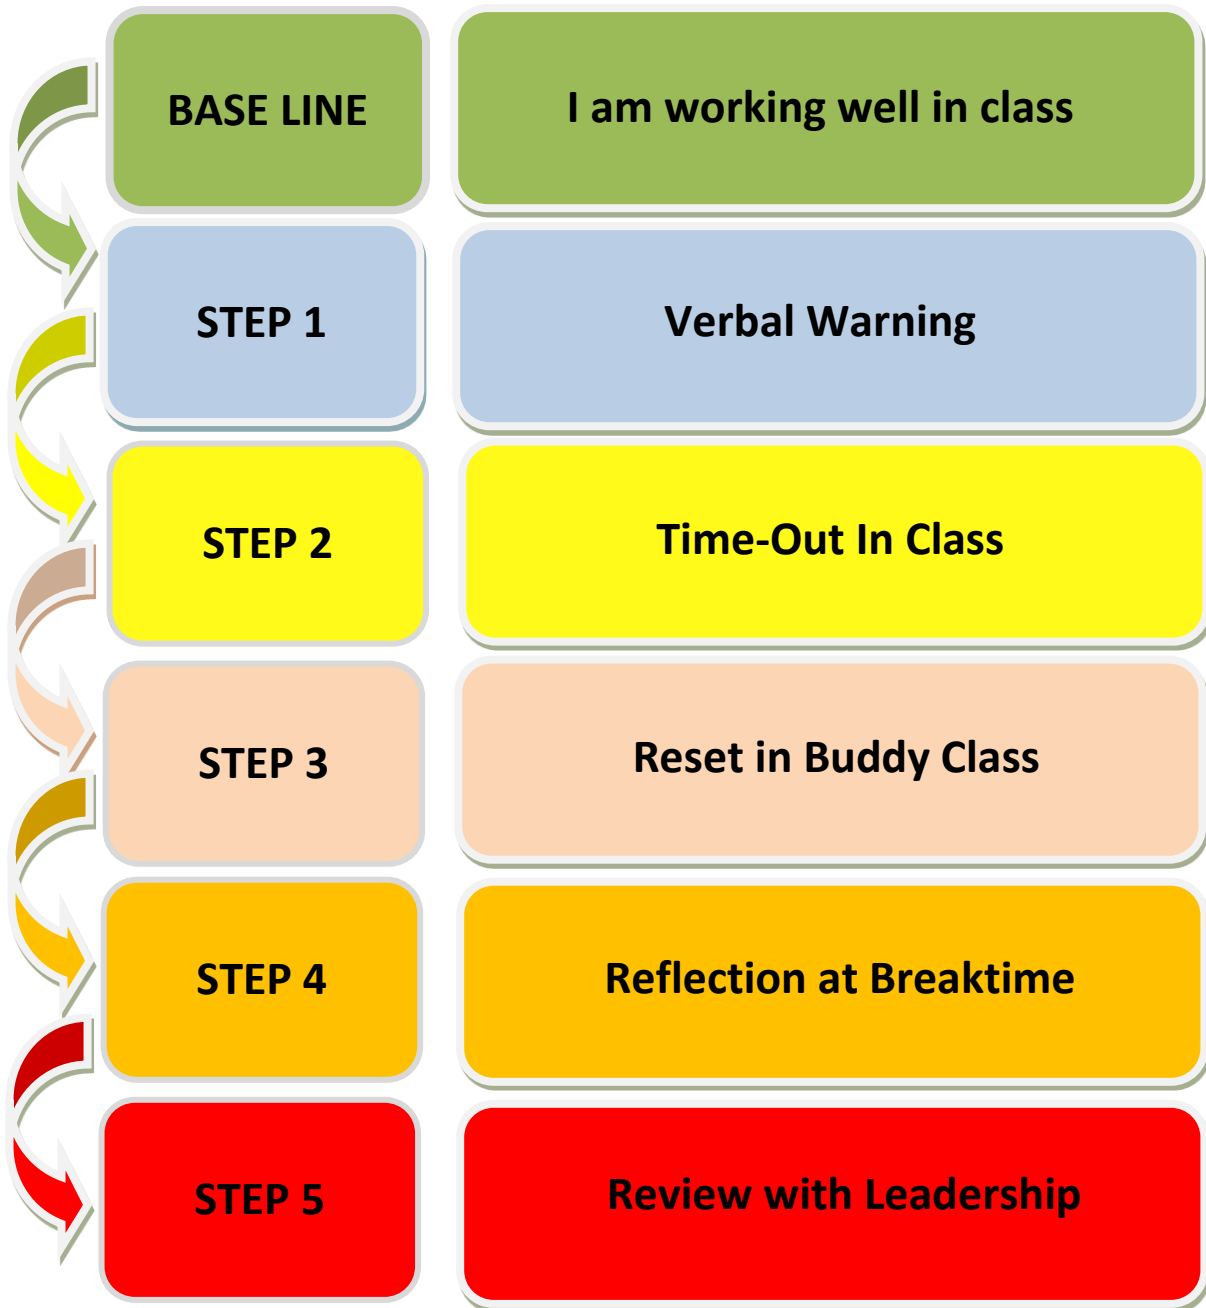 BASE LINE
I am working well in class
STEP 1
Verbal Warning
STEP 2
Time-Out In Class
STEP 3
Reset in Buddy Class
STEP 4
Reflection at Breaktime
STEP 5
Review with Leadership